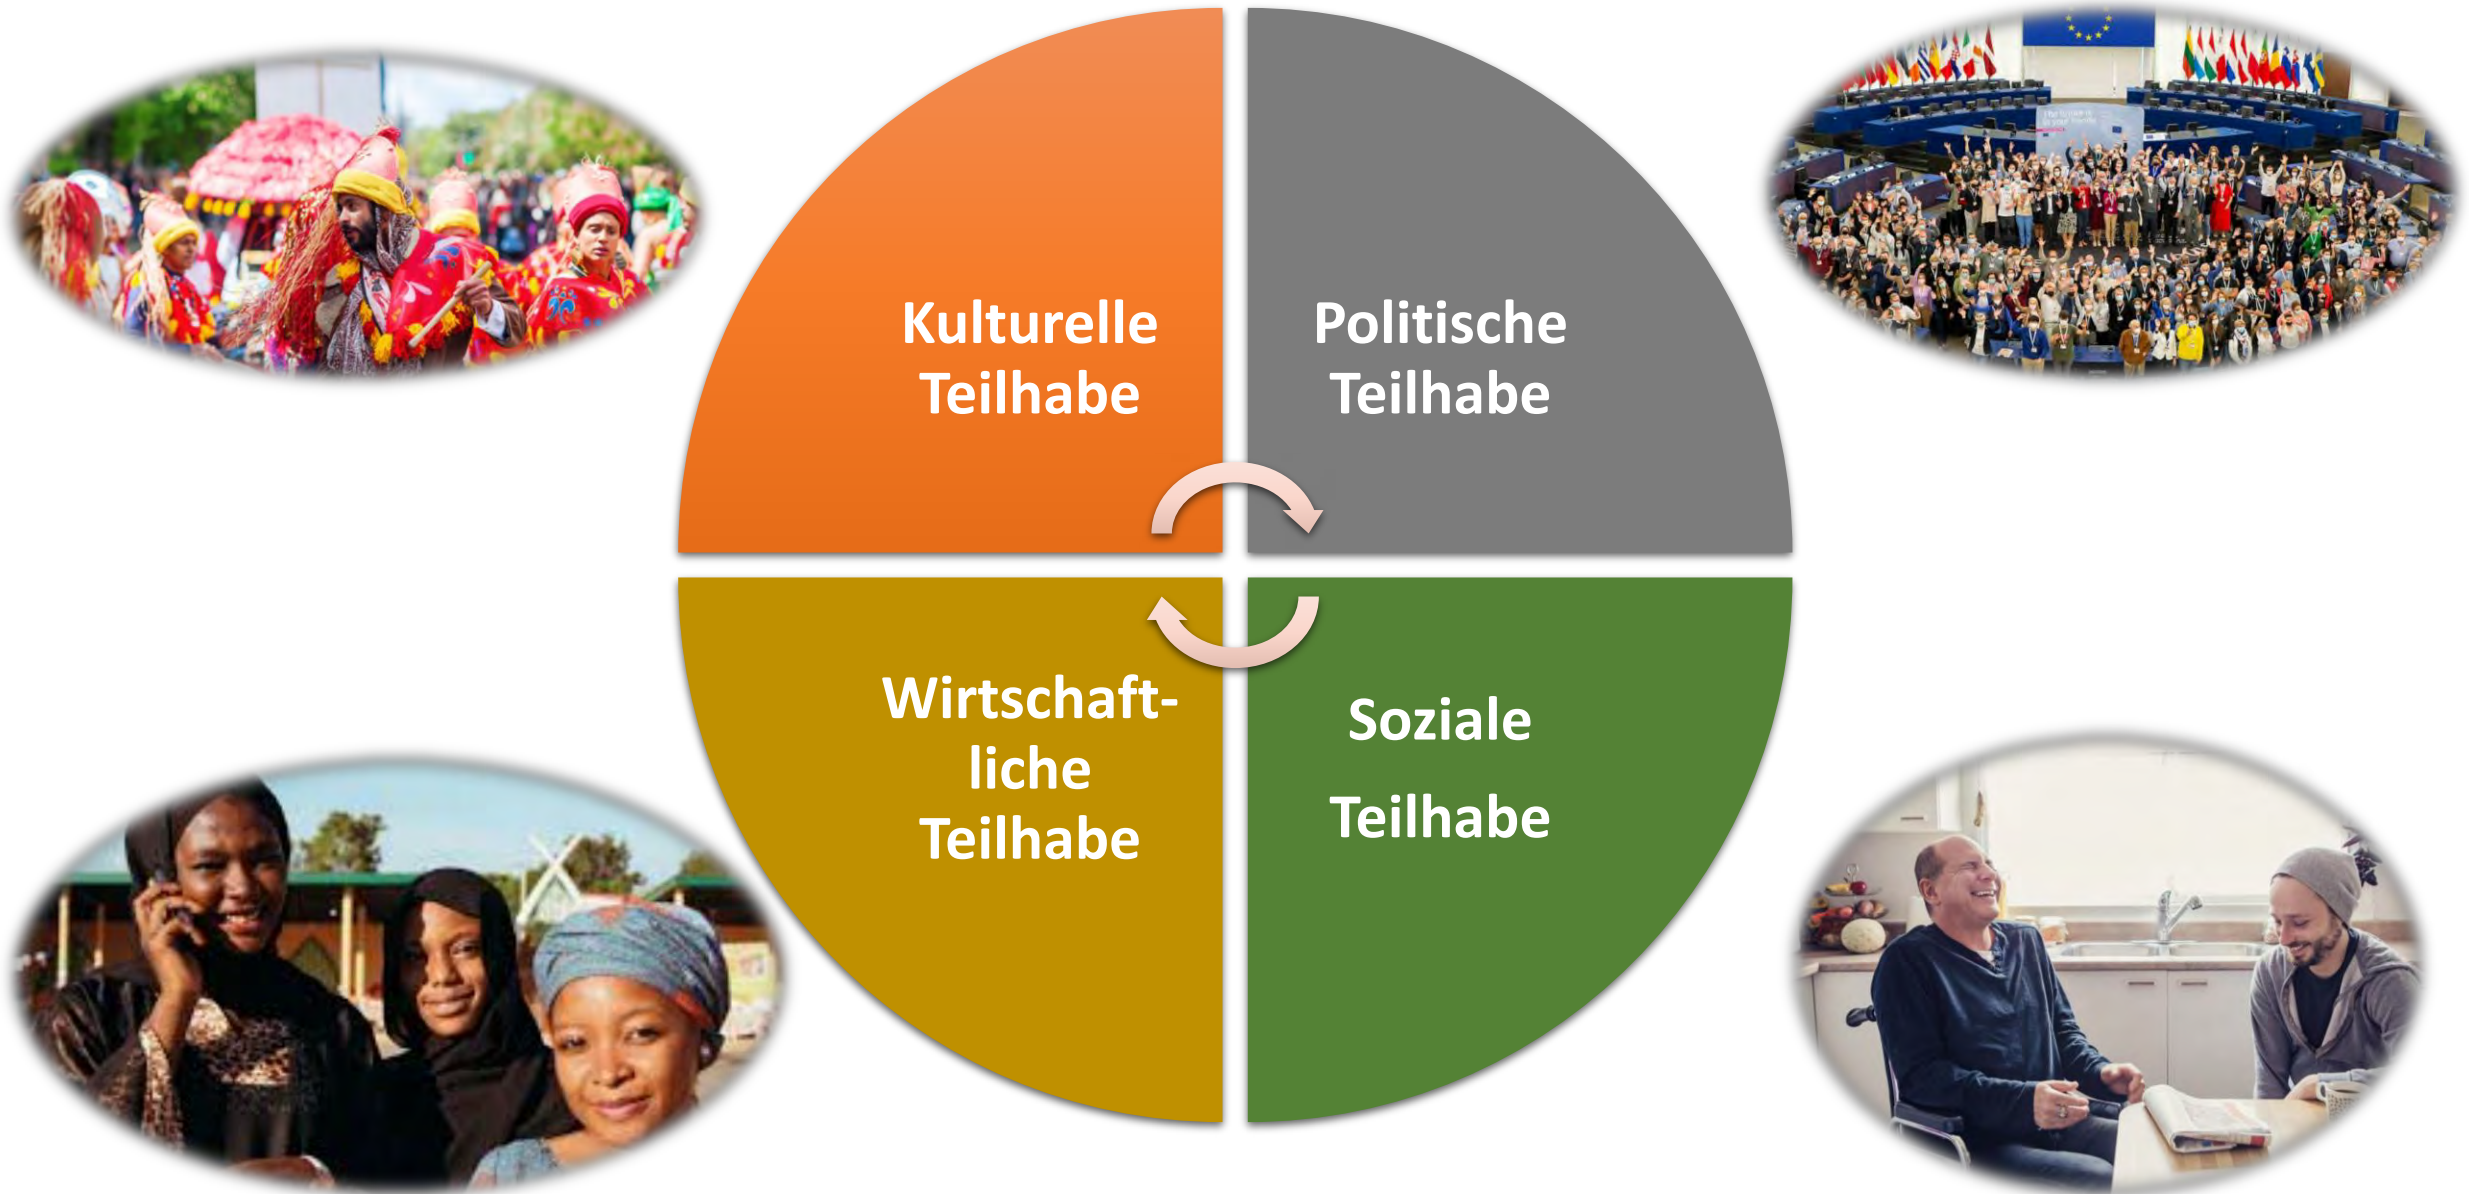 Kulturelle
Teilhabe
Politische
Teilhabe
Wirtschaft-
liche
Teilhabe
Soziale
Teilhabe